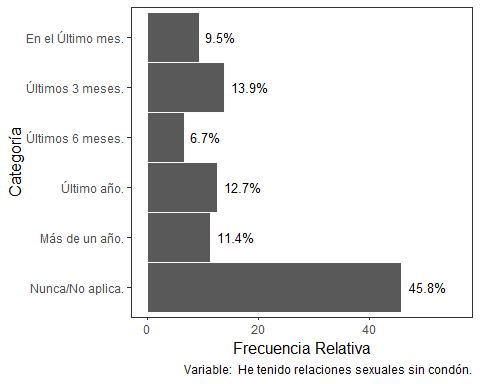 En el Último mes.
9.5%
Últimos 3 meses.
13.9%
Últimos 6 meses.
6.7%
Último año.
12.7%
Más de un año.
11.4%
Nunca/No aplica.
45.8%
Categoría
0
20
40
Frecuencia Relativa
Variable:  He tenido relaciones sexuales sin condón.